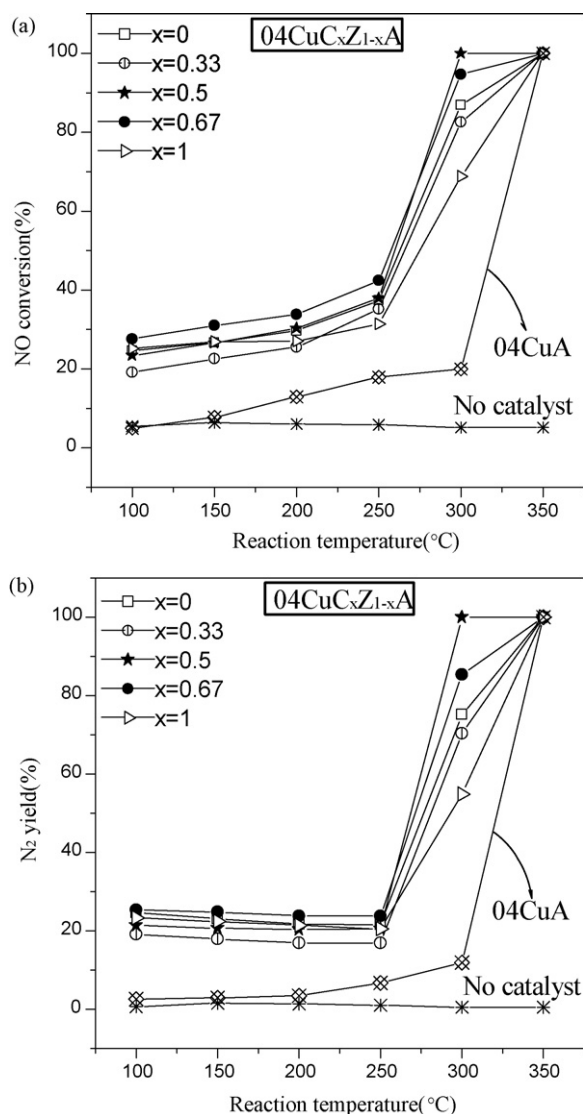 (a)
04CuCxZ1-xA
x=0
x=0.33
x=0.5
x=0.67
x=1
100
80
60
40
20
0
NO conversion(%)
04CuA
No catalyst
100 150 200 250 300 350
Reaction temperature(°C)
(b)
04CuCxZ1-xA
x=0
x=0.33
x=0.5
x=0.67
x=1
100
80
60
40
20
0
N2 yield(%)
04CuA
No catalyst
100 150 200 250 300 350
Reaction temperature(°C)